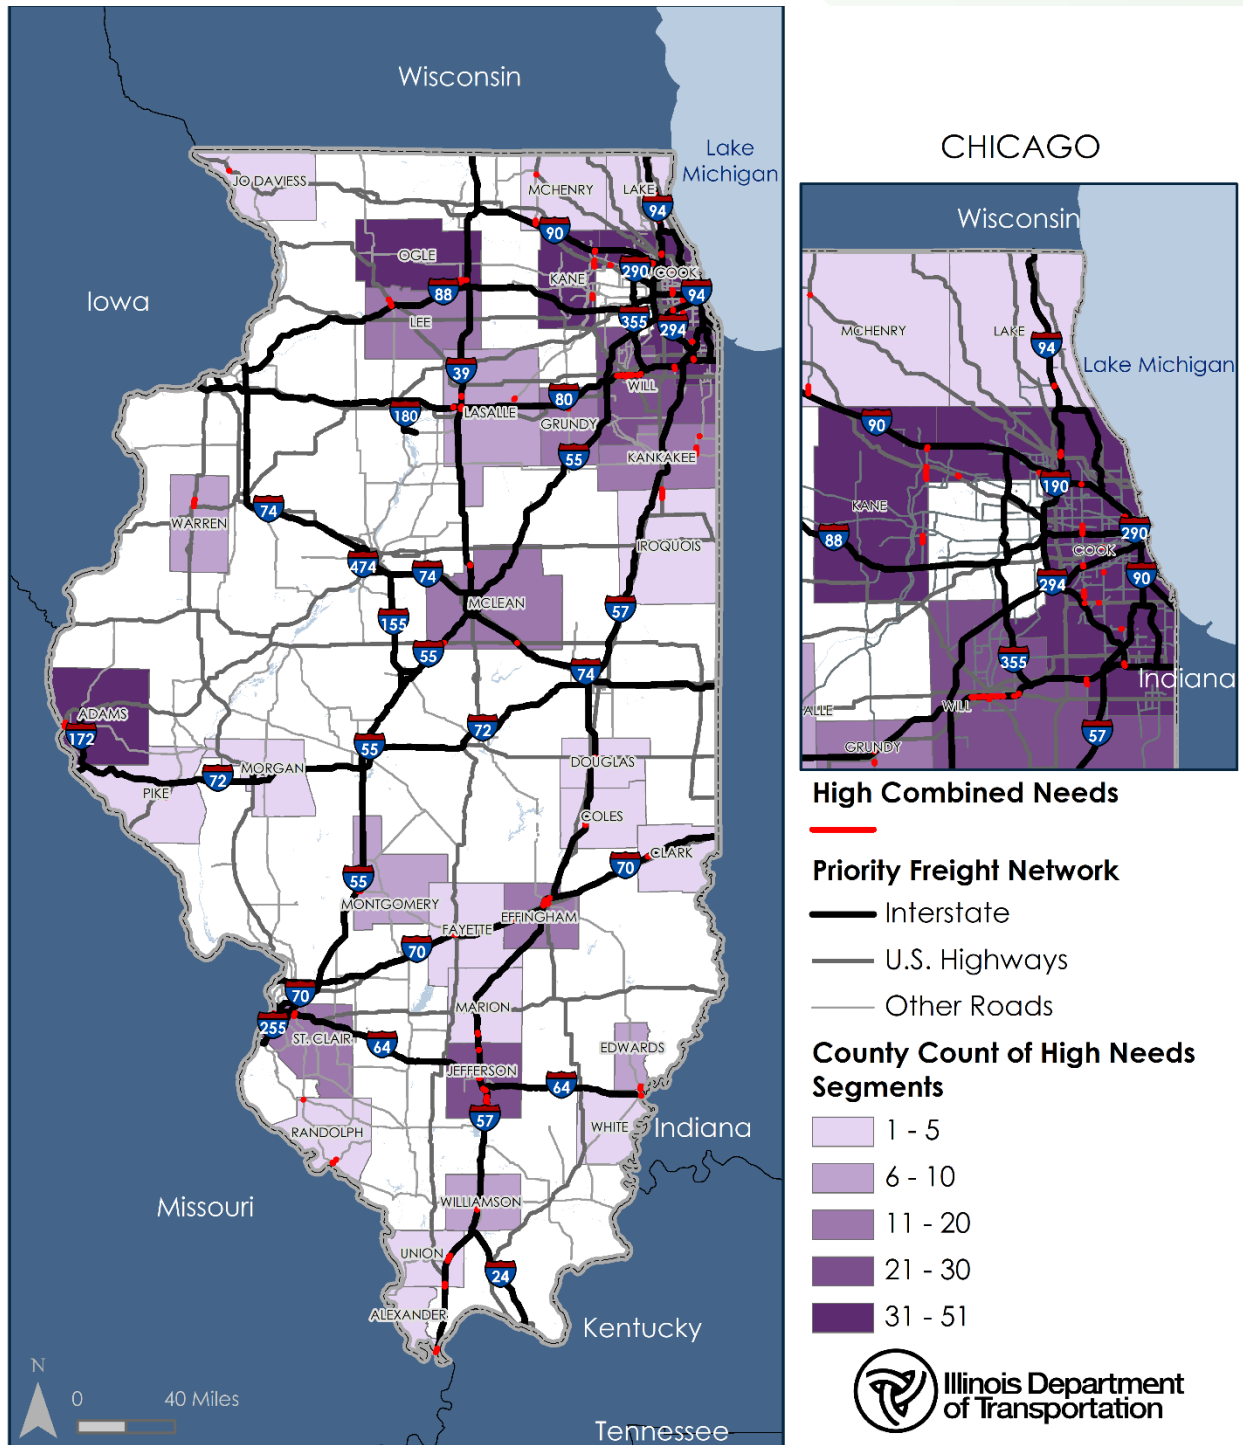 Wisconsin
Lake
Michigan
Iowa
JO DAVIESS
MCHENRY
LAKE
94
90
OGLE
KANE
290
COOK
88
94
LEE
355
294
39
WILL
80
180
LASALLE
GRUNDY
55
KANKAKEE
74
WARREN
IROQUOIS
474
74
MCLEAN
57
155
55
74
ADAMS
172
72
55
DOUGLAS
72
MORGAN
PIKE
COLES
CLARK
70
55
MONTGOMERY
EFFINGHAM
FAYETTE
70
70
MARION
255
ST. CLAIR
64
EDWARDS
JEFFERSON
64
57
RANDOLPH
WHITE
Indiana
Missouri
WILLIAMSON
UNION
24
ALEXANDER
Kentucky
N
0 40 Miles
Tennessee
CHICAGO
Wisconsin
MCHENRY
LAKE
94
Lake Michigan
90
190
KANE
88
290
COOK
294
90
355
Indiana
ALLE
WILL
57
GRUNDY
High Combined Needs
Priority Freight Network
Interstate
U.S. Highways
Other Roads
County Count of High Needs
Segments
1 - 5
6 - 10
11 - 20
21 - 30
31 - 51
Illinois Department
of Transportation